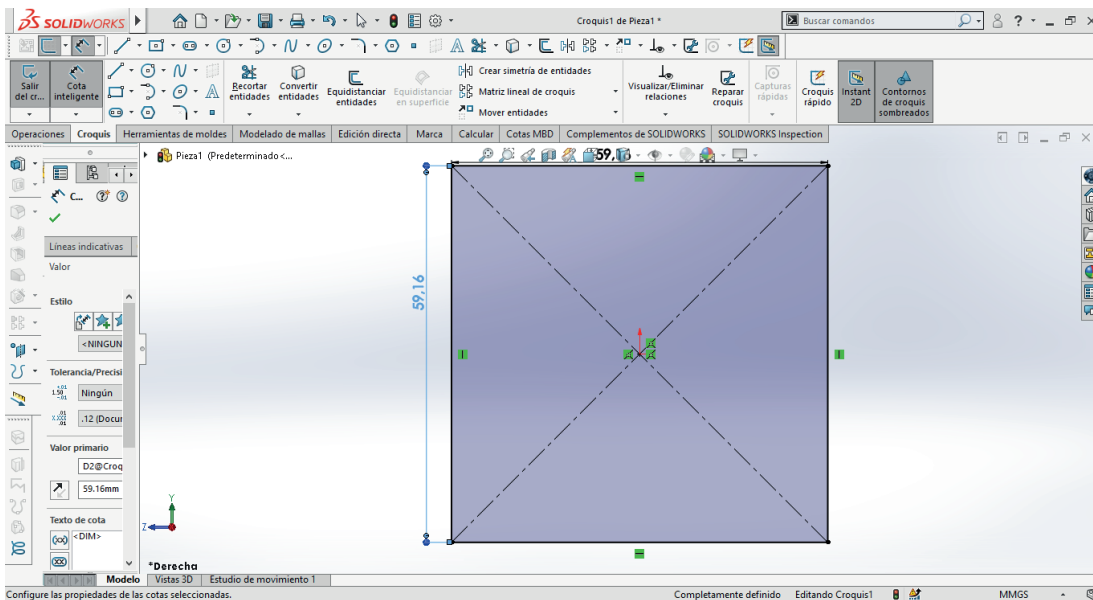 SOLIDWORKS
Croquis1 de Pieza1 *
Buscar comandos
Salir del cr...
Cota inteligente
Recortar entidades
Convertir entidades
Equidistanciar entidades
Equidistanciar en superficie
Crear simetría de entidades
Matriz lineal de croquis
Mover entidades
Visualizar/Eliminar relaciones
Reparar croquis
Capturas rápidas
Croquis rápido
Instant 2D
Contornos de croquis sombreados
Operaciones Croquis Herramientas de moldes Modelado de mallas Edición directa Marca Calcular Cotas MBD Complementos de SOLIDWORKS SOLIDWORKS Inspection
Pieza1 (Predeterminado<...
59,
C...
Líneas indicativas
Valor
59,16
Estilo
<NINGUN
Tolerancia/Precisi
Ningún
.12 (Docur
Valor primario
D2@Croq
59.16mm
Texto de cota
<DIM>
Y
Z
*Derecha
Modelo Vistas 3D Estudio de movimiento 1
Configure las propiedades de las cotas seleccionadas.
Completamente definido Editando Croquis1 MMGS